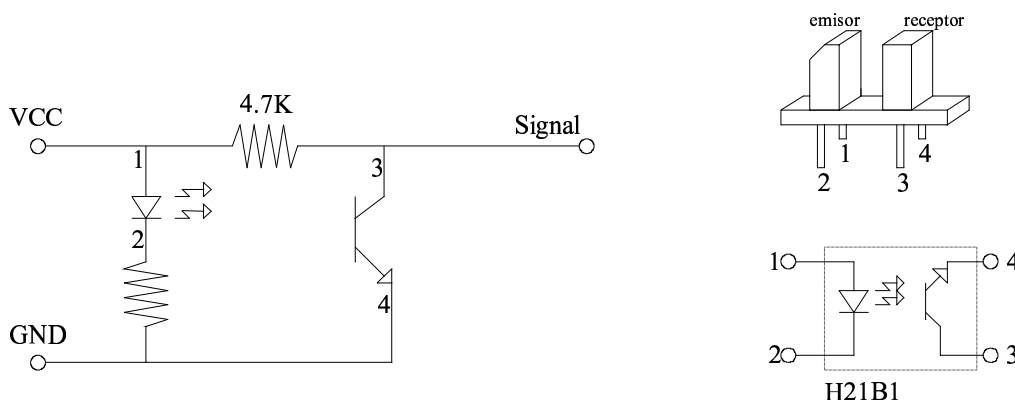 VCC
4.7K
Signal
1
3
2
4
GND
emisor receptor
1 4
2 3
1 4
2 3
H21B1